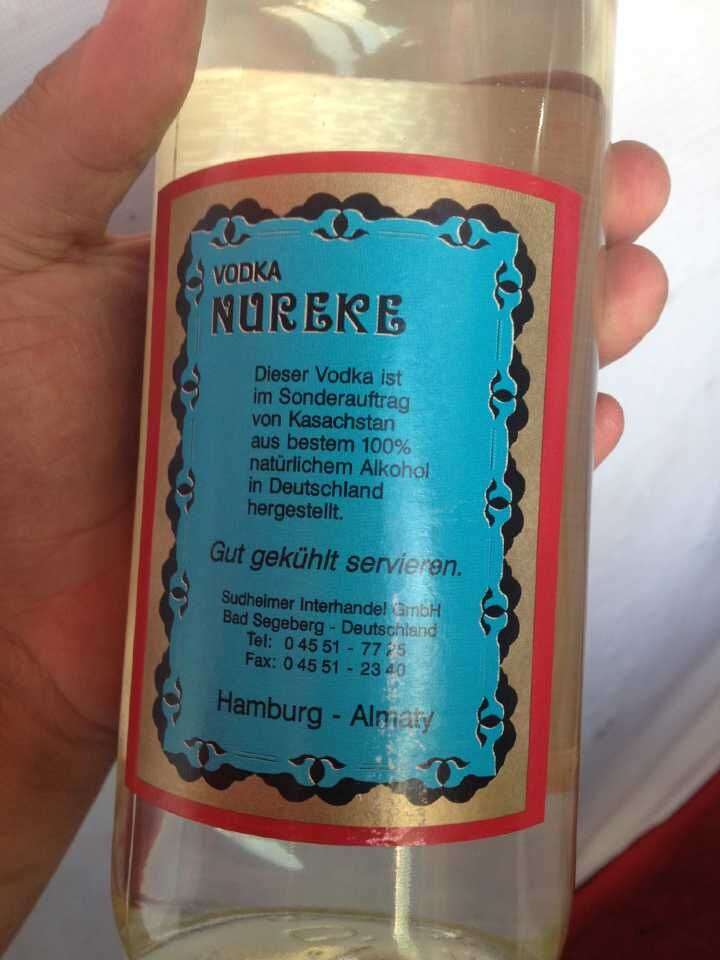 VODKA
NUREKE
Dieser Vodka ist
im Sonderauftrag
von Kasachstan
aus bestem 100%
natürlichem Alkohol
in Deutschland
hergestellt.
Gut gekühlt servieren.
Sudheimer Interhandel GmbH
Bad Segeberg - Deutschland
Tel: 0 45 51 - 77 25
Fax: 0 45 51 - 23 40
Hamburg - Almaty